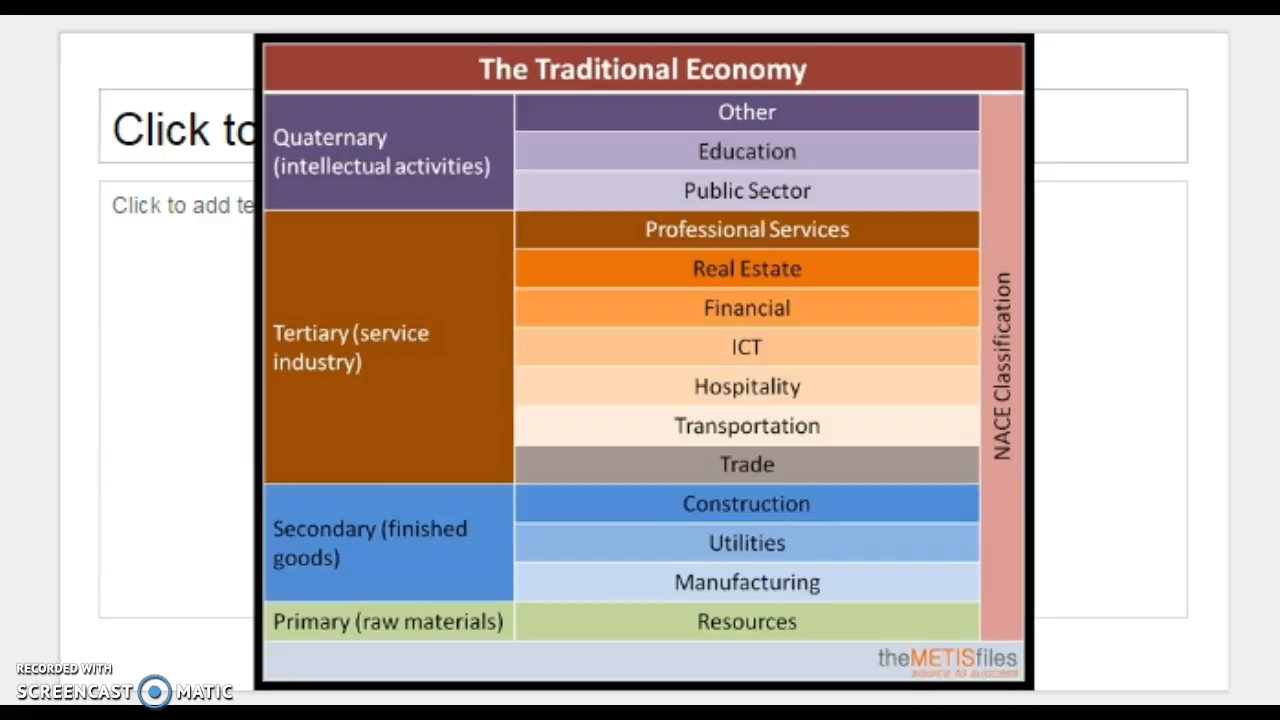 The Traditional Economy
Click to
Click to add te
Quaternary
(intellectual activities)
Other
Education
Public Sector
Tertiary (service
industry)
Professional Services
Real Estate
Financial
ICT
Hospitality
Transportation
Trade
Secondary (finished
goods)
Construction
Utilities
Manufacturing
Primary (raw materials)
Resources
NACE Classification
theMETISfiles
RECORDED WITH
SCREENCAST MATIC